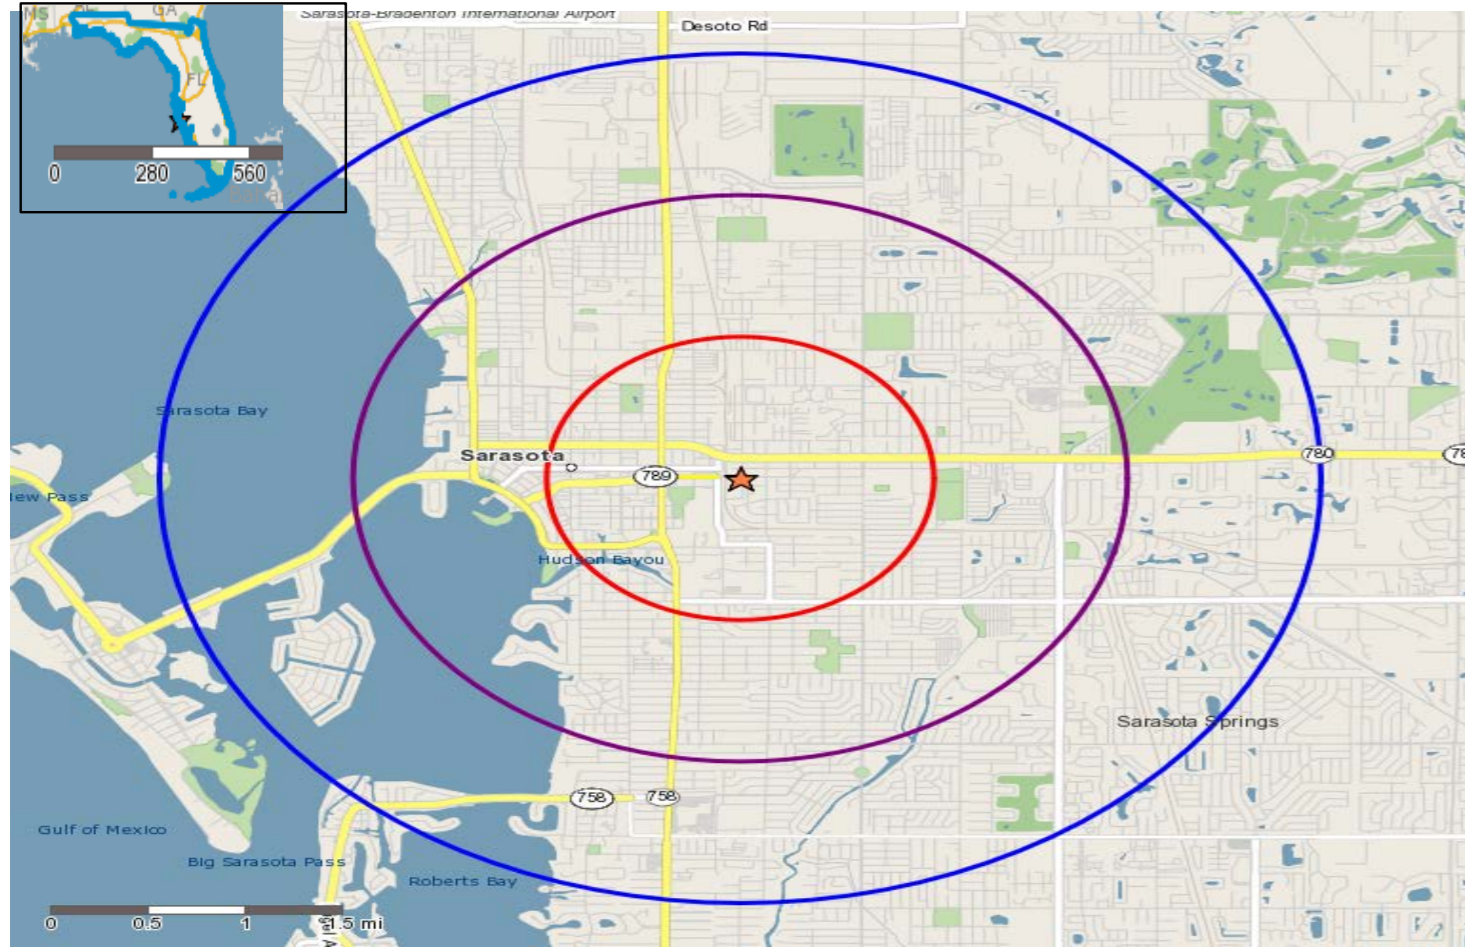 Sarasota-Bradenton International Airport
MS
GA
Desoto Rd
FL
0 280 560
Sarasota Bay
Sarasota
789
780
New Pass
Hudson Bayou
Sarasota Springs
758
758
Gulf of Mexico
Big Sarasota Pass
Roberts Bay
0 0.5 1 1.5 mi